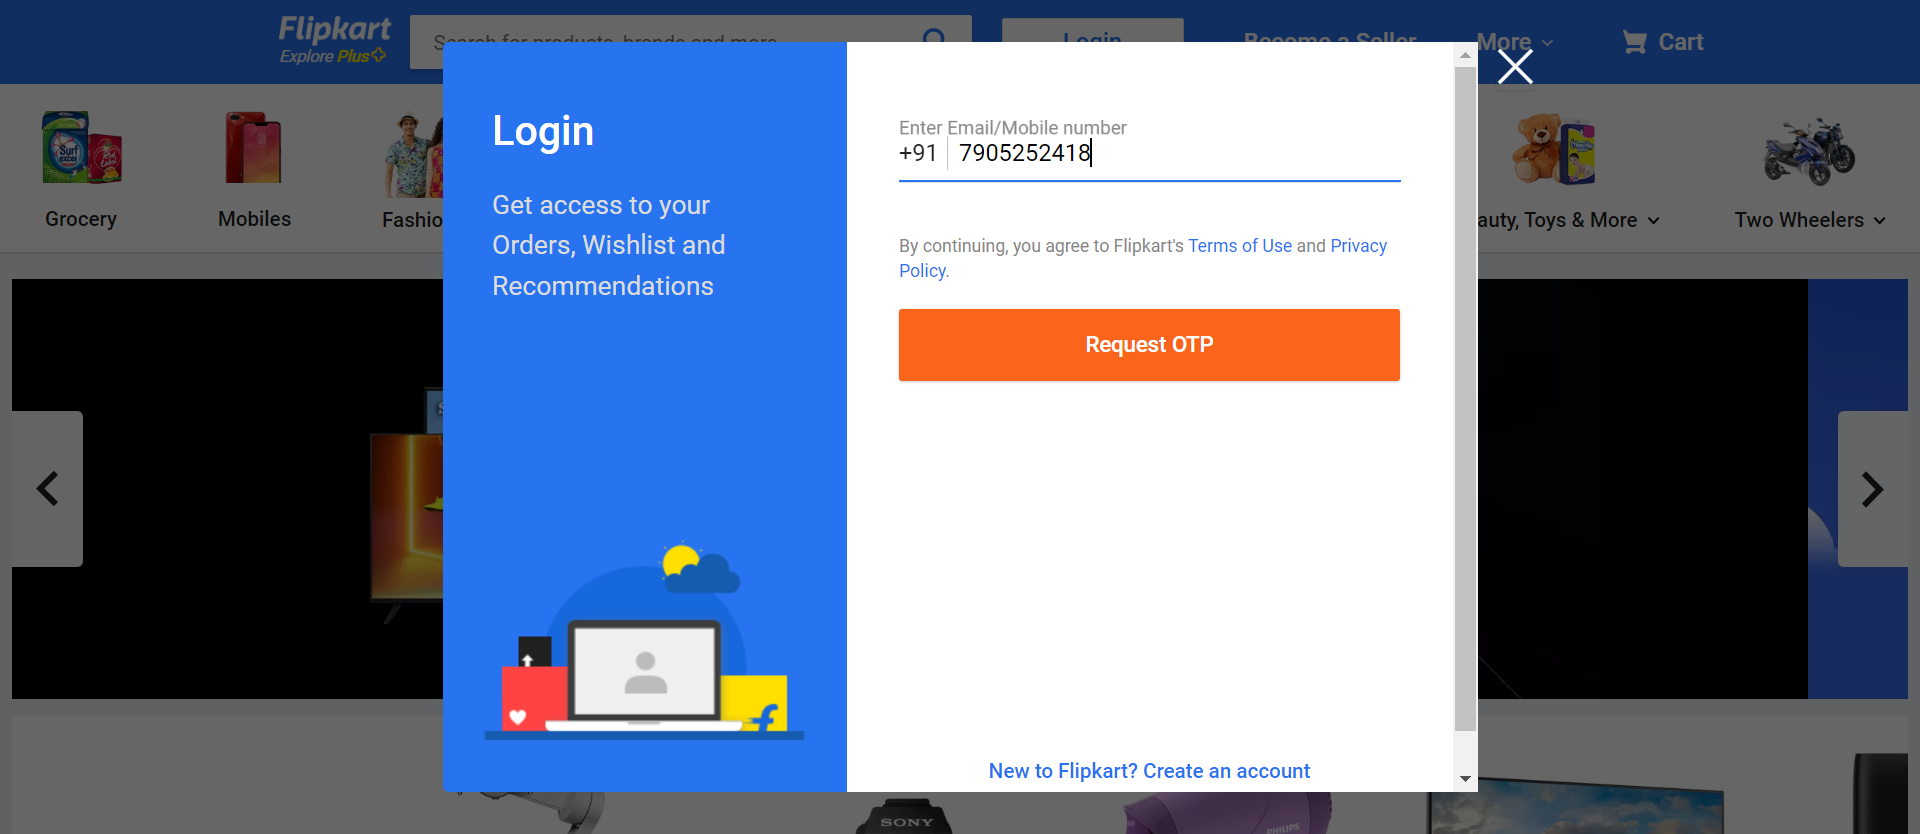 Flipkart
Explore Plus
Search for products, brands and more
Login
Become a Seller
More
Cart
Surf excel
Grocery
Mobiles
Fashio
auty, Toys & More
Two Wheelers
Login
Get access to your
Orders, Wishlist and
Recommendations
Enter Email/Mobile number
+91 7905252418
By continuing, you agree to Flipkart's Terms of Use and Privacy
Policy.
Request OTP
New to Flipkart? Create an account
SONY
PHILIPS